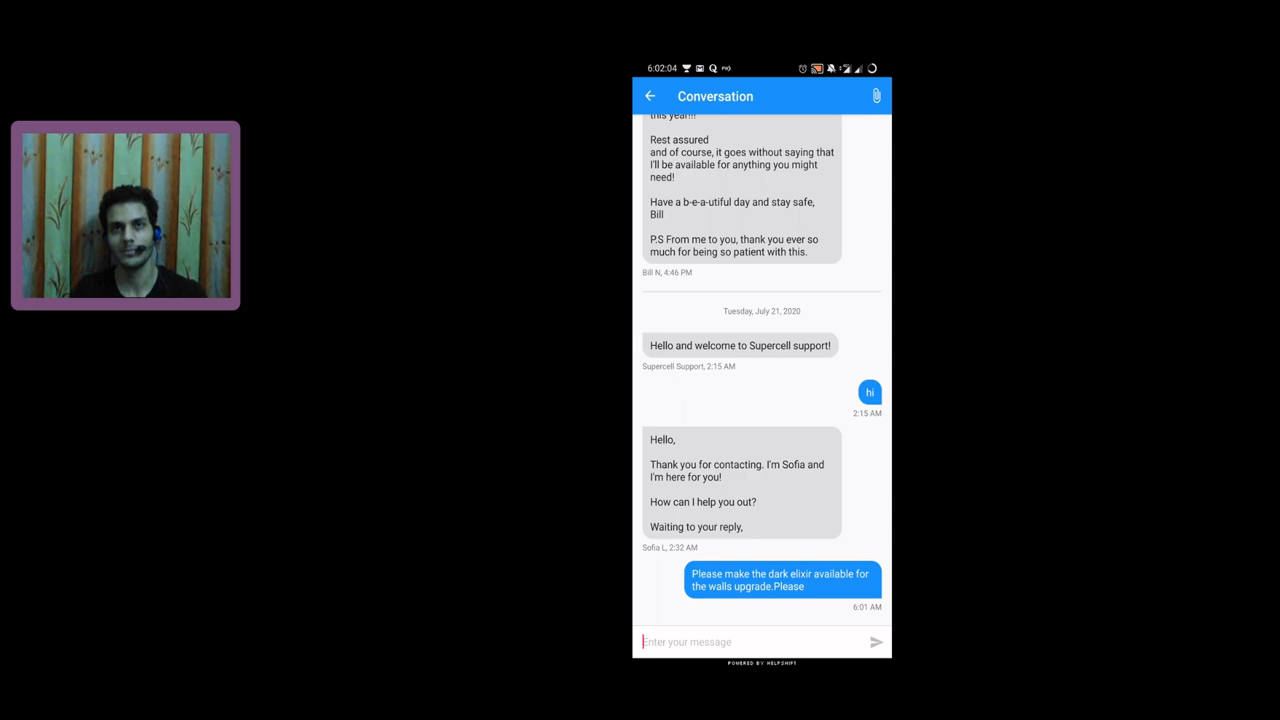 6:02:04
Conversation
this year!!!
Rest assured
and of course, it goes without saying that
I'll be available for anything you might
need!
Have a b-e-a-utiful day and stay safe,
Bill
P.S From me to you, thank you ever so
much for being so patient with this.
Bill N, 4:46 PM
Tuesday, July 21, 2020
Hello and welcome to Supercell support!
Supercell Support, 2:15 AM
hi
2:15 AM
Hello,
Thank you for contacting. I'm Sofia and
I'm here for you!
How can I help you out?
Waiting to your reply,
Sofia L, 2:32 AM
Please make the dark elixir available for
the walls upgrade.Please
6:01 AM
Enter your message
POWERED BY HELPSHIFT